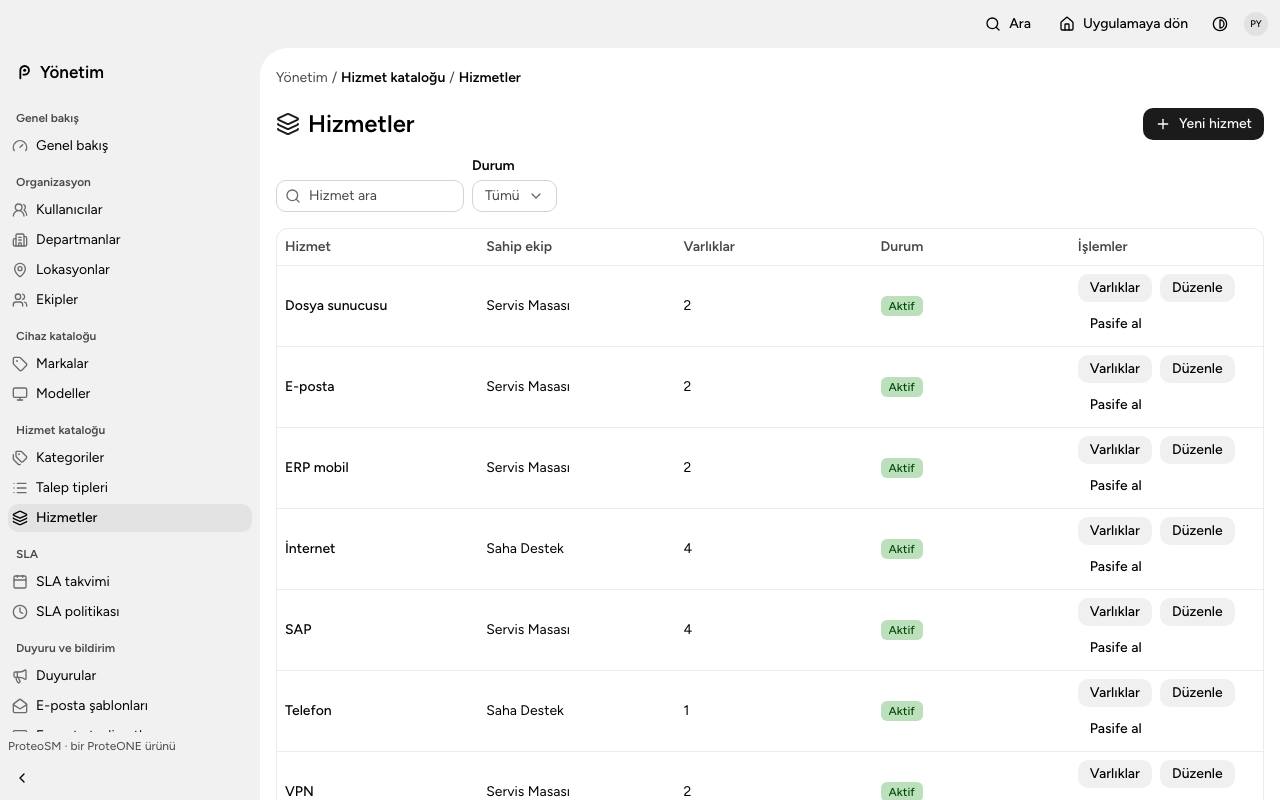 Ara
Uygulamaya dön
PY
Yönetim
Genel bakış
Genel bakış
Organizasyon
Kullanıcılar
Departmanlar
Lokasyonlar
Ekipler
Cihaz kataloğu
Markalar
Modeller
Hizmet kataloğu
Kategoriler
Talep tipleri
Hizmetler
SLA
SLA takvimi
SLA politikası
Duyuru ve bildirim
Duyurular
E-posta şablonları
ProteoSM · bir ProteONE ürünü
Yönetim / Hizmet kataloğu / Hizmetler
Hizmetler
Yeni hizmet
Durum
Hizmet ara
Tümü
Hizmet Sahip ekip Varlıklar Durum İşlemler
Dosya sunucusu Servis Masası 2 Aktif Varlıklar Düzenle
Pasife al
E-posta Servis Masası 2 Aktif Varlıklar Düzenle
Pasife al
ERP mobil Servis Masası 2 Aktif Varlıklar Düzenle
Pasife al
İnternet Saha Destek 4 Aktif Varlıklar Düzenle
Pasife al
SAP Servis Masası 4 Aktif Varlıklar Düzenle
Pasife al
Telefon Saha Destek 1 Aktif Varlıklar Düzenle
Pasife al
VPN Servis Masası 2 Aktif Varlıklar Düzenle